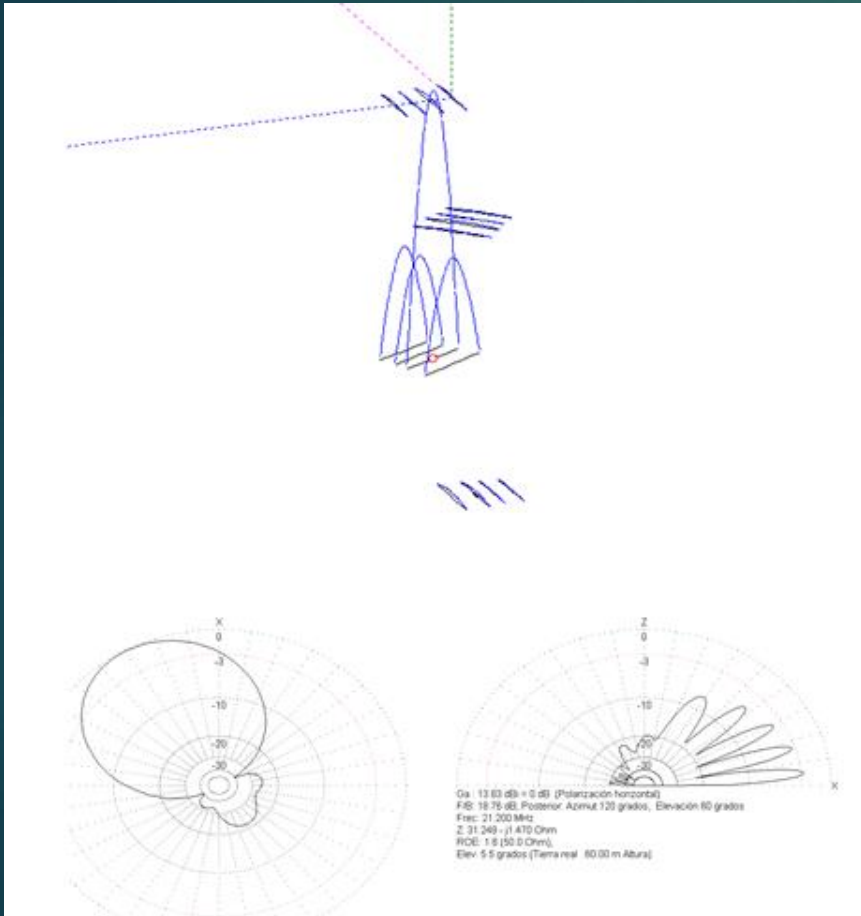 X
0
-3
-10
-20
-30
Z
0
-3
-10
-20
-30
X
Ga : 13.83 dBi = 0 dB (Polarización horizontal)
F/B: 18.76 dB, Posterior: Azimut 120 grados, Elevación 60 grados
Frec: 21.200 MHz
Z: 31.249 - j1.470 Ohm
ROE: 1.6 (50.0 Ohm),
Elev: 5.5 grados (Tierra real 60.00 m Altura)